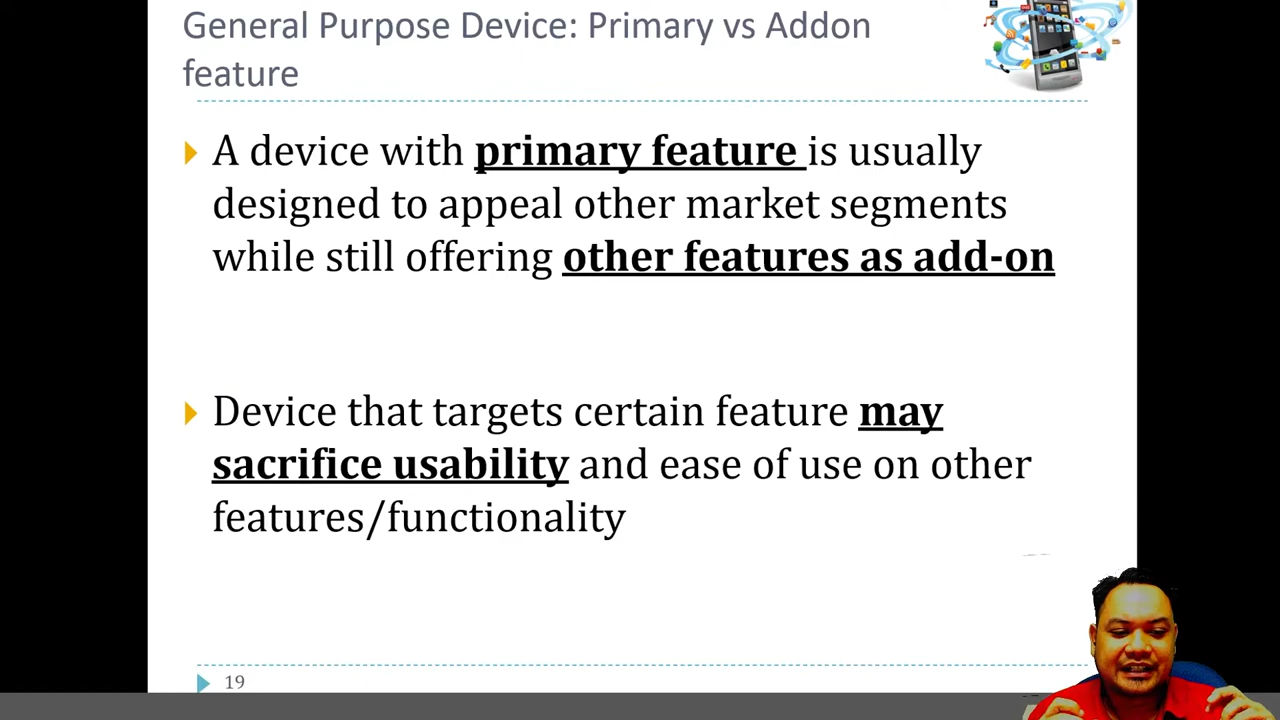 General Purpose Device: Primary vs Addon
feature
A device with primary feature is usually
designed to appeal other market segments
while still offering other features as add-on
Device that targets certain feature may
sacrifice usability and ease of use on other
features/functionality
19